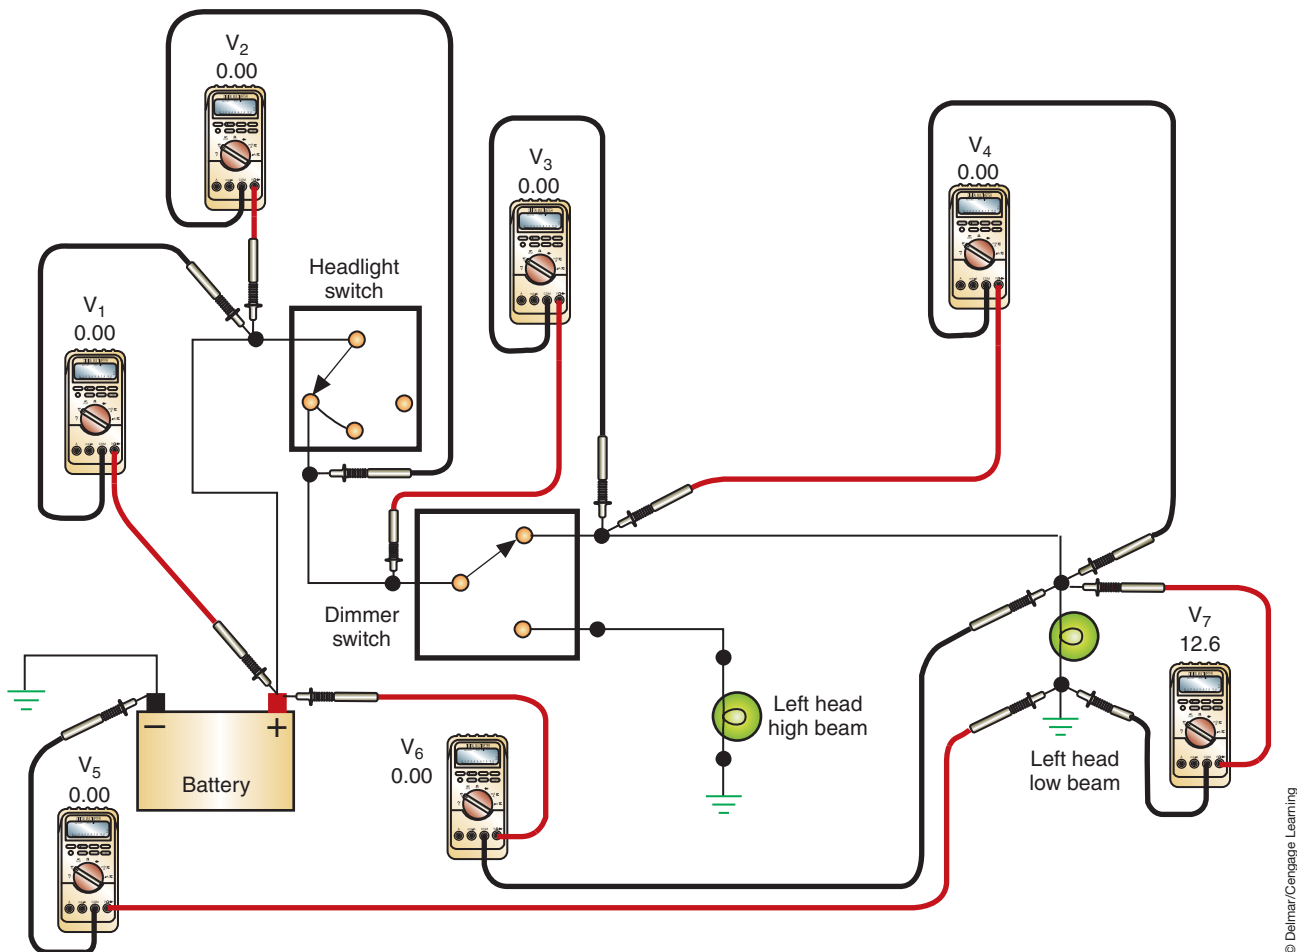 V2
0.00
V3
0.00
V4
0.00
Headlight
switch
V1
0.00
Dimmer
switch
V7
12.6
Left head
high beam
− +
V6
0.00
V5
0.00
Battery
Left head
low beam
© Delmar/Cengage Learning